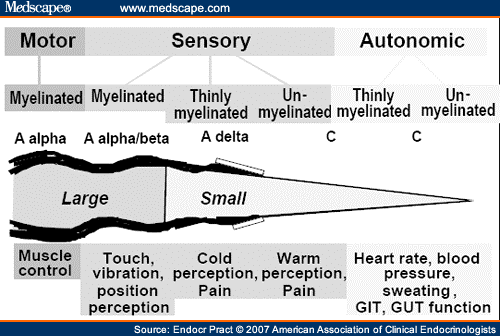 Medscape® www.medscape.com
Motor Sensory Autonomic
Myelinated Myelinated Thinly myelinated Un-myelinated Thinly myelinated Un-myelinated
A alpha A alpha/beta A delta C C
Large Small
Muscle control
Touch, vibration, position perception
Cold perception, Pain
Warm perception, Pain
Heart rate, blood pressure, sweating, GIT, GUT function
Source: Endocr Pract © 2007 American Association of Clinical Endocrinologists